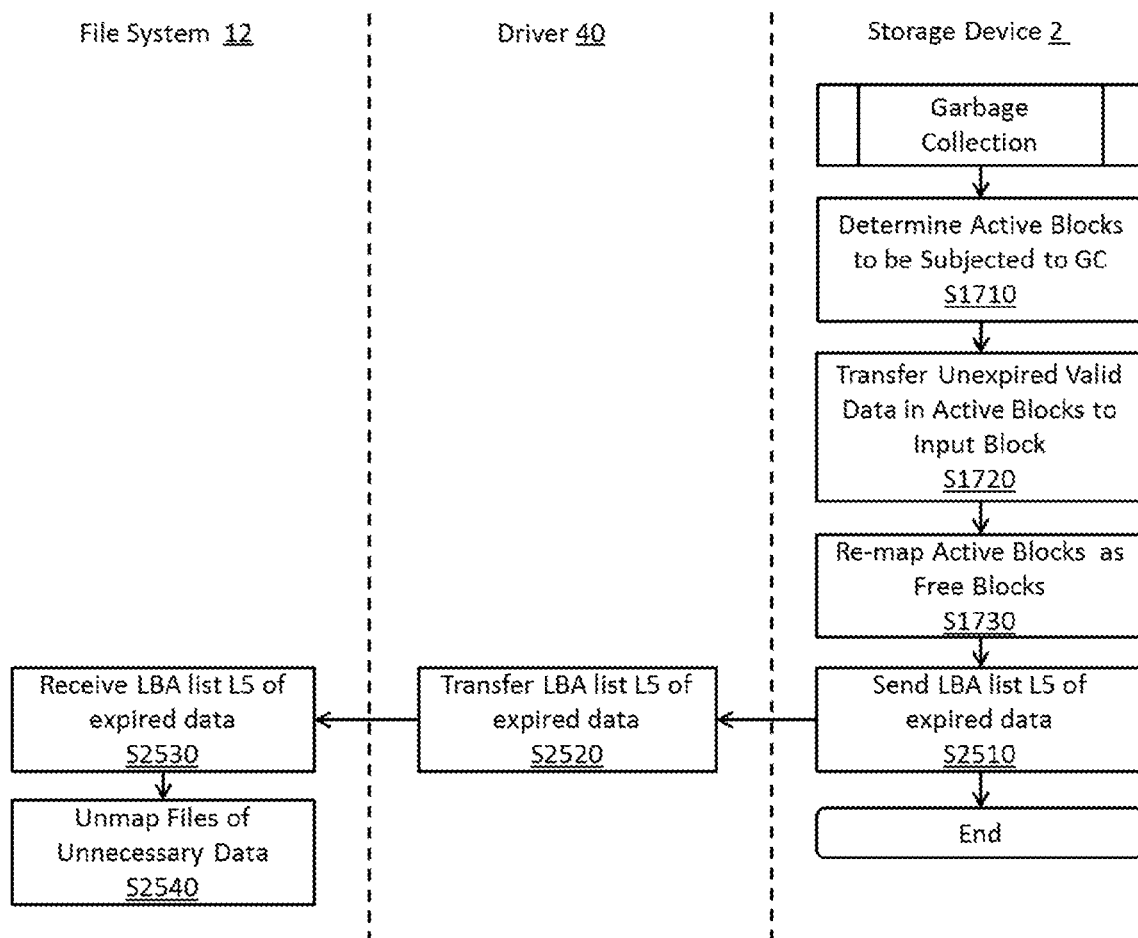 File System 12
Driver 40
Storage Device 2
Garbage
Collection
Determine Active Blocks
to be Subjected to GC
S1710
Transfer Unexpired Valid
Data in Active Blocks to
Input Block
S1720
Re-map Active Blocks as
Free Blocks
S1730
Receive LBA list L5 of
expired data
S2530
Transfer LBA list L5 of
expired data
S2520
Send LBA list L5 of
expired data
S2510
Unmap Files of
Unnecessary Data
S2540
End